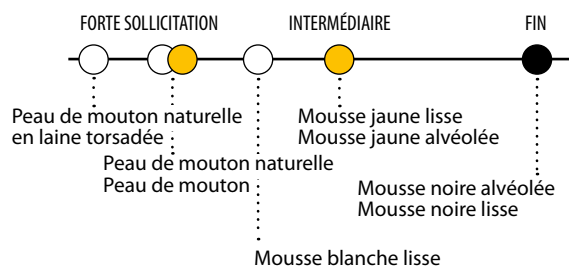 FORTE SOLLICITATION
INTERMÉDIAIRE
FIN
Peau de mouton naturelle
en laine torsadée
Mousse jaune lisse
Mousse jaune alvéolée
Peau de mouton naturelle
Peau de mouton
Mousse noire alvéolée
Mousse noire lisse
Mousse blanche lisse